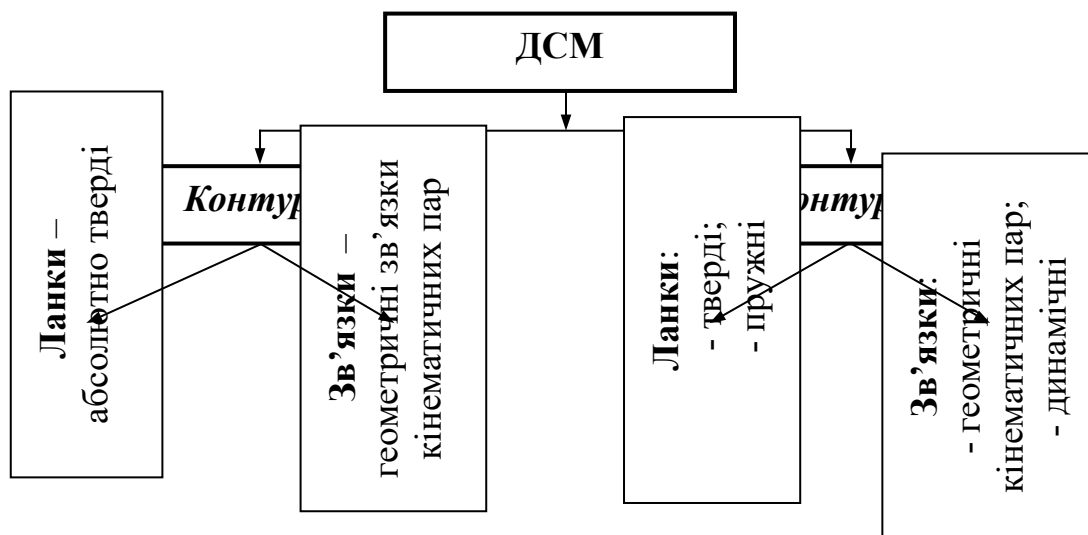 ДСМ
Контур
онтур
Ланки –
абсолютно тверді
Зв’язки –
геометричні зв’язки
кінематичних пар
Ланки:
- тверді;
- пружні
Зв’язки:
- геометричні
кінематичних пар;
- динамічні